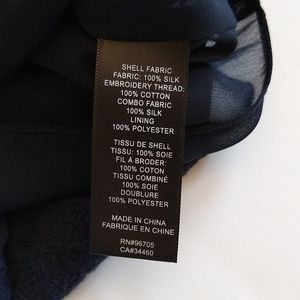 SHELL FABRIC
FABRIC: 100% SILK
EMBROIDERY THREAD:
100% COTTON
COMBO FABRIC
100% SILK
LINING
100% POLYESTER
TISSU DE SHELL
TISSU: 100% SOIE
FIL À BRODER:
100% COTON
TISSU COMBINÉ
100% SOIE
DOUBLURE
100% POLYESTER
MADE IN CHINA
FABRIQUE EN CHINE
RN#96705
CA#34460